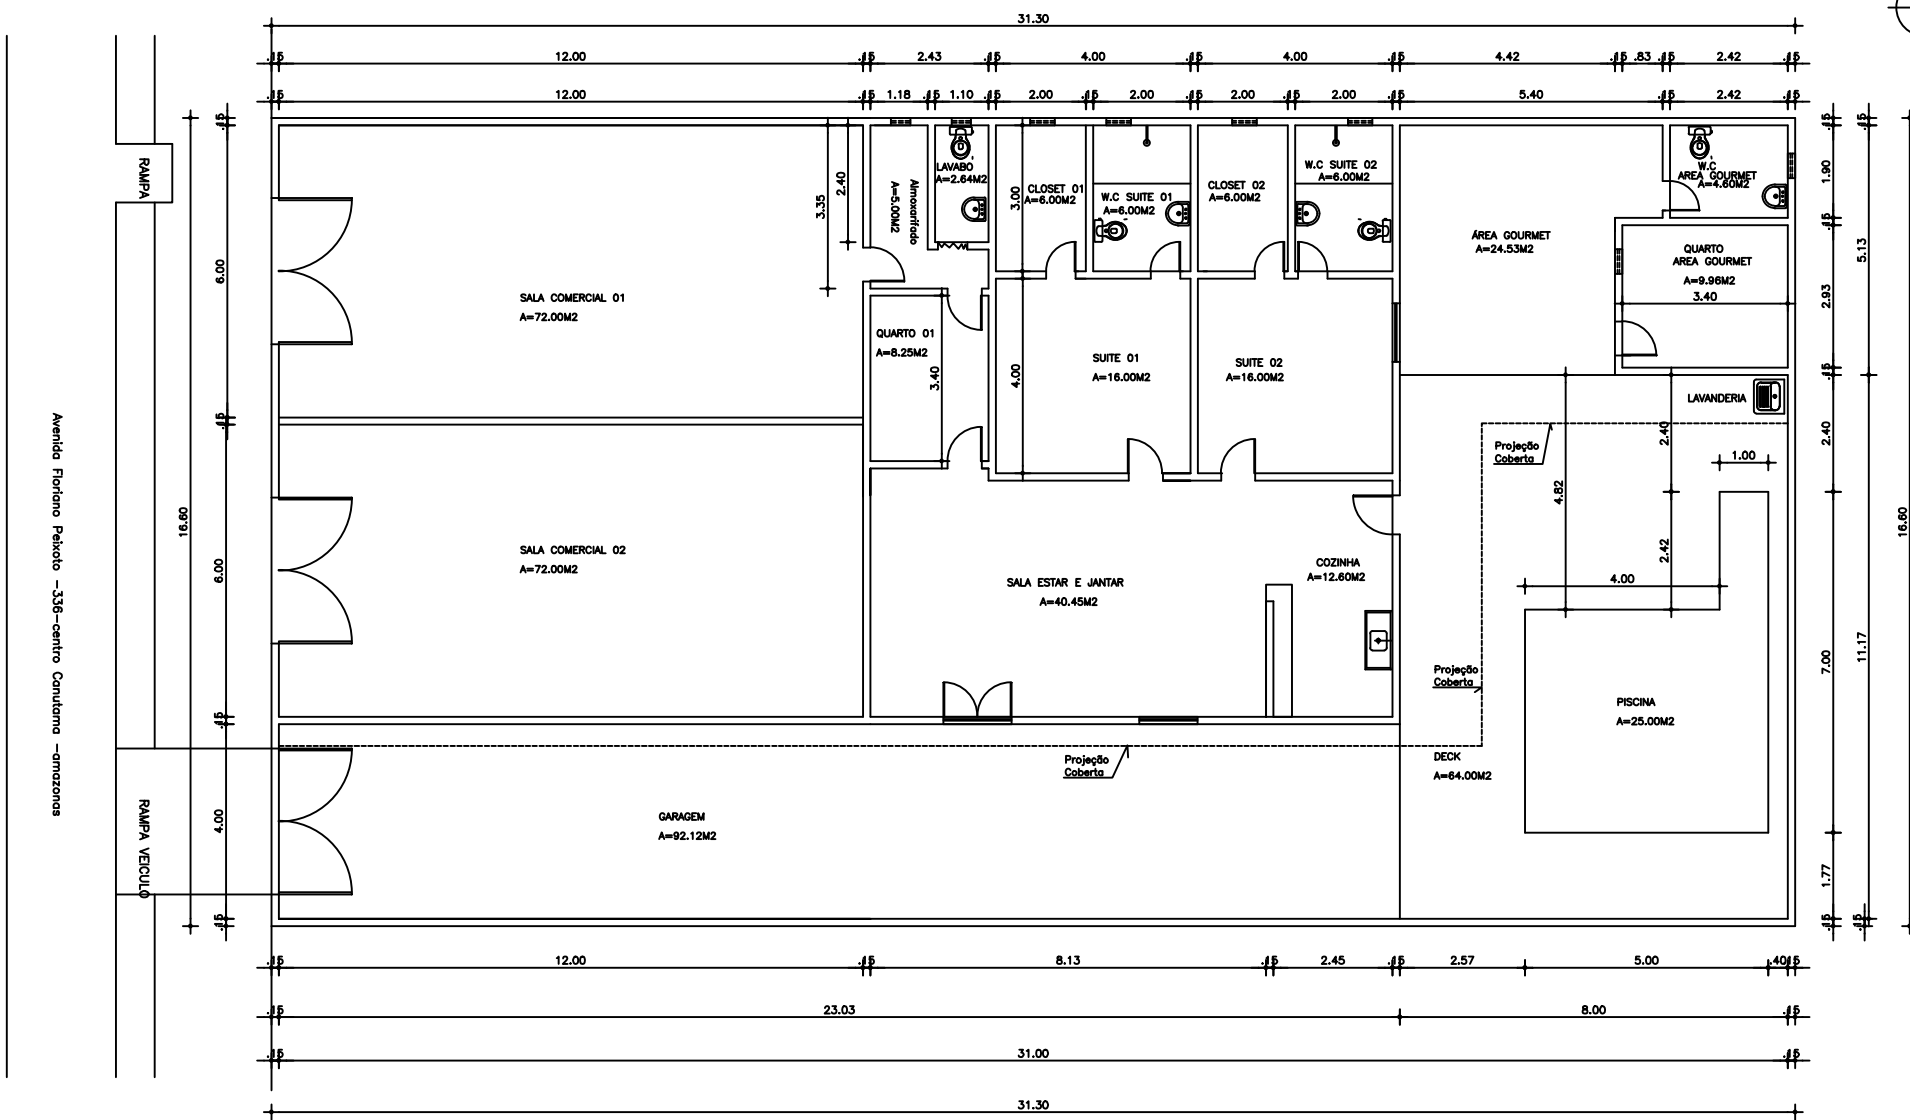 31.30
.15 12.00 .15 2.43 .15 4.00 .15 4.00 .15 4.42 .15 .83 .15 2.42 .15
.15 12.00 .15 1.18 .15 1.10 .15 2.00 .15 2.00 .15 2.00 .15 2.00 .15 5.40 .15 2.42 .15
RAMPA
RAMPA VEICULO
Avenida Floriano Peixoto -336-centro Canutama -amazonas
16.60
.15
6.00
.15
6.00
.15
4.00
.15
SALA COMERCIAL 01
A=72.00M2
SALA COMERCIAL 02
A=72.00M2
3.35
2.40
Almoxarifado
A=5.00M2
LAVABO
A=2.64M2
3.00
CLOSET 01
A=6.00M2
W.C SUITE 01
A=6.00M2
CLOSET 02
A=6.00M2
W.C SUITE 02
A=6.00M2
ÁREA GOURMET
A=24.53M2
W.C
AREA GOURMET
A=4.60M2
QUARTO
AREA GOURMET
A=9.96M2
3.40
QUARTO 01
A=8.25M2
3.40
4.00
SUITE 01
A=16.00M2
SUITE 02
A=16.00M2
LAVANDERIA
Projeção
Coberta
2.40
1.00
4.82
2.42
4.00
SALA ESTAR E JANTAR
A=40.45M2
COZINHA
A=12.60M2
Projeção
Coberta
PISCINA
A=25.00M2
Projeção
Coberta
DECK
A=64.00M2
GARAGEM
A=92.12M2
.15
1.90
.15
2.93
.15
2.40
7.00
1.77
.15
.15
5.13
11.17
.15
16.60
.15 12.00 .15 8.13 .15 2.45 .15 2.57 5.00 .40 .15
.15 23.03 8.00 .15
.15 31.00 .15
31.30